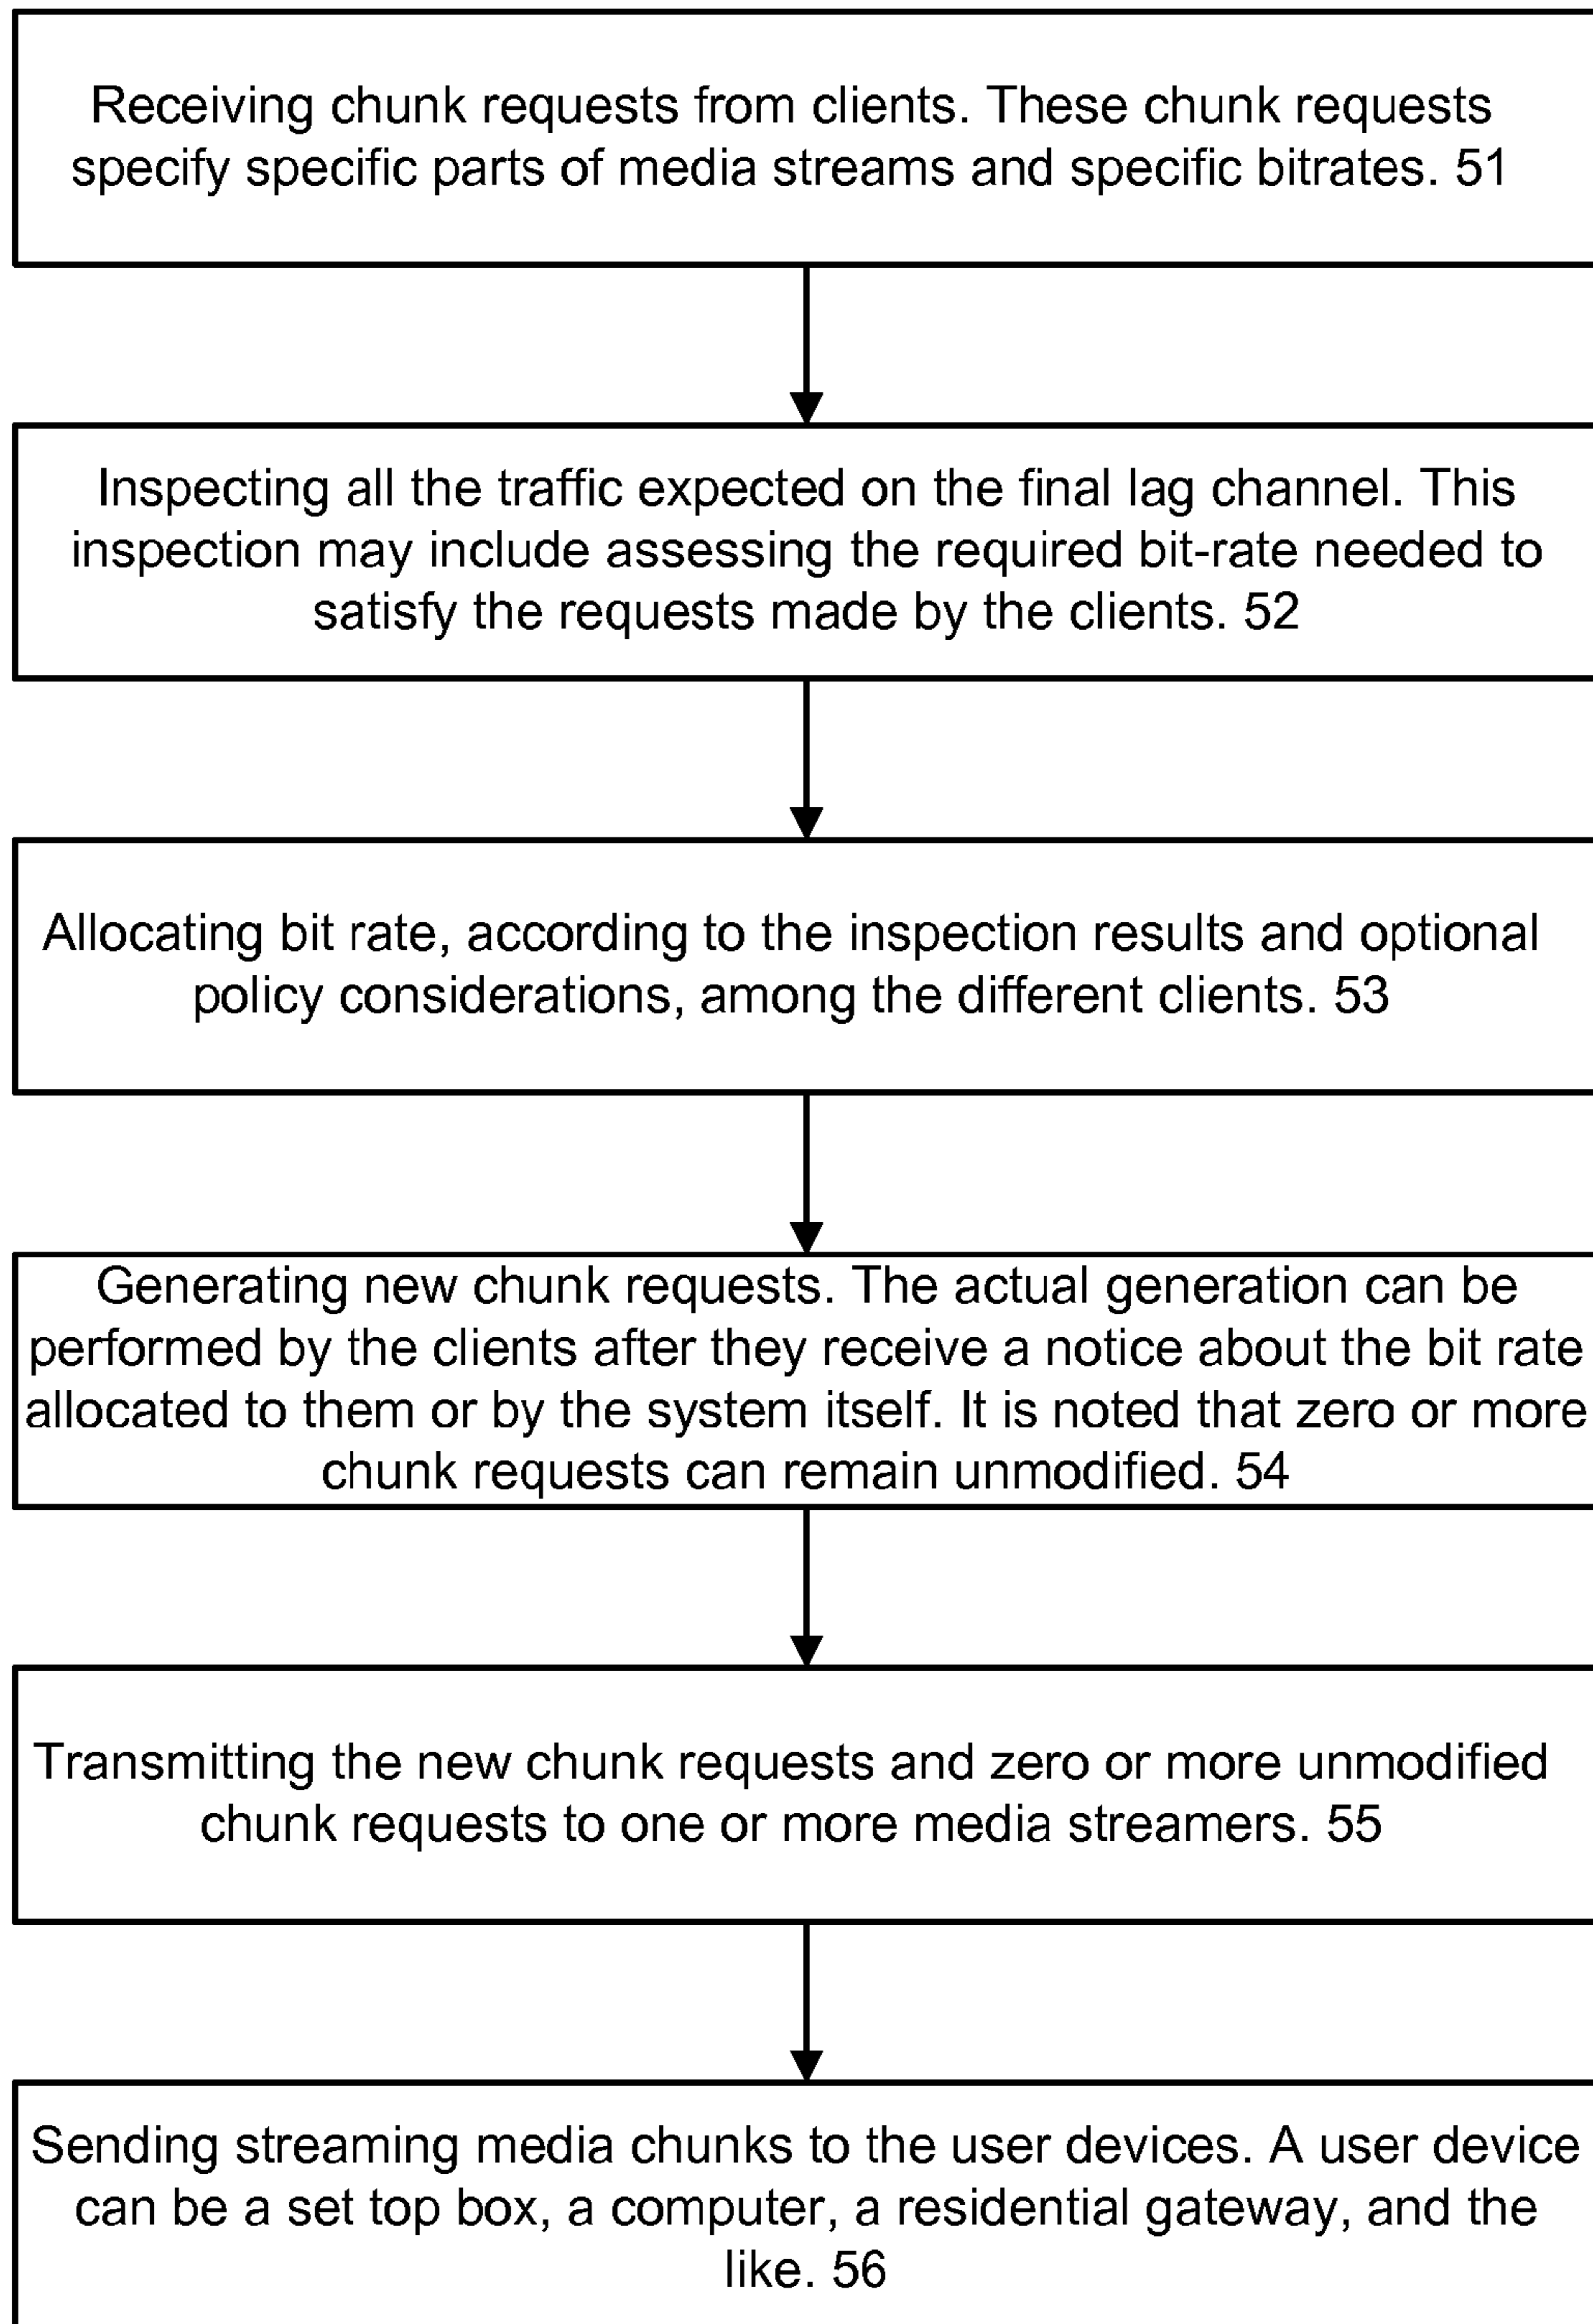 Receiving chunk requests from clients. These chunk requests
specify specific parts of media streams and specific bitrates. 51
Inspecting all the traffic expected on the final lag channel. This
inspection may include assessing the required bit-rate needed to
satisfy the requests made by the clients. 52
Allocating bit rate, according to the inspection results and optional
policy considerations, among the different clients. 53
Generating new chunk requests. The actual generation can be
performed by the clients after they receive a notice about the bit rate
allocated to them or by the system itself. It is noted that zero or more
chunk requests can remain unmodified. 54
Transmitting the new chunk requests and zero or more unmodified
chunk requests to one or more media streamers. 55
Sending streaming media chunks to the user devices. A user device
can be a set top box, a computer, a residential gateway, and the
like. 56